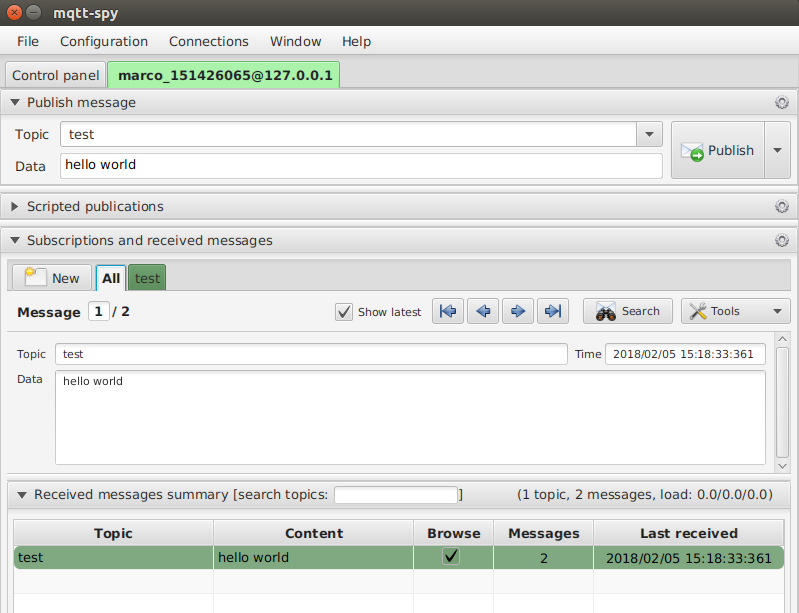 mqtt-spy
File Configuration Connections Window Help
Control panel marco_151426065@127.0.0.1
Publish message
Topic test
Data hello world
Publish
Scripted publications
Subscriptions and received messages
New All test
Message 1 / 2 Show latest Search Tools
Topic test Time 2018/02/05 15:18:33:361
Data hello world
Received messages summary [search topics: ] (1 topic, 2 messages, load: 0.0/0.0/0.0)
Topic Content Browse Messages Last received
test hello world 2 2018/02/05 15:18:33:361